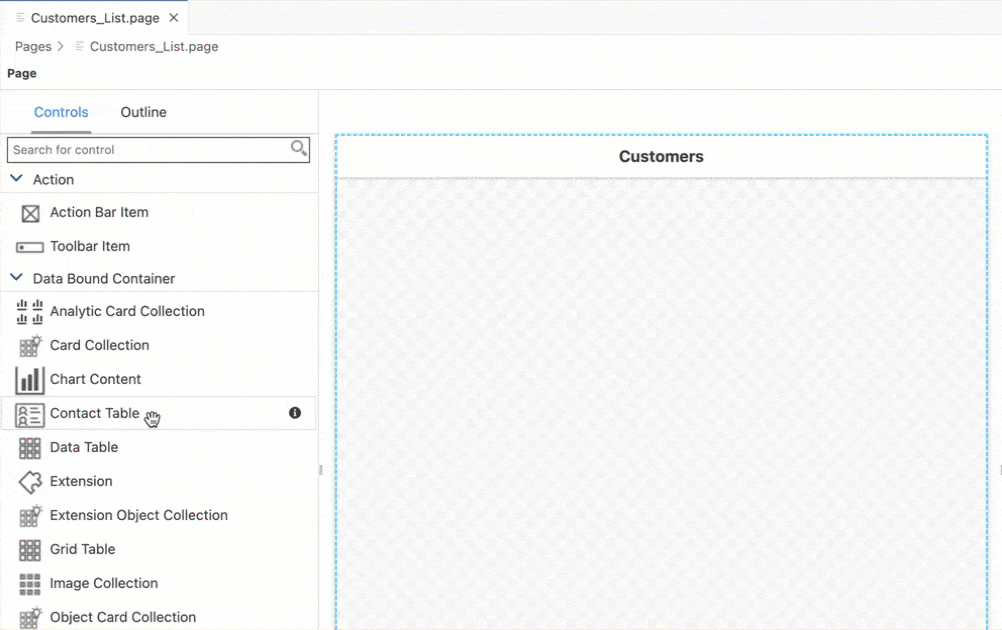 Customers_List.page
Pages > Customers_List.page
Page
Controls Outline
Search for control
Action
Action Bar Item
Toolbar Item
Data Bound Container
Analytic Card Collection
Card Collection
Chart Content
Contact Table
Data Table
Extension
Extension Object Collection
Grid Table
Image Collection
Object Card Collection
Customers